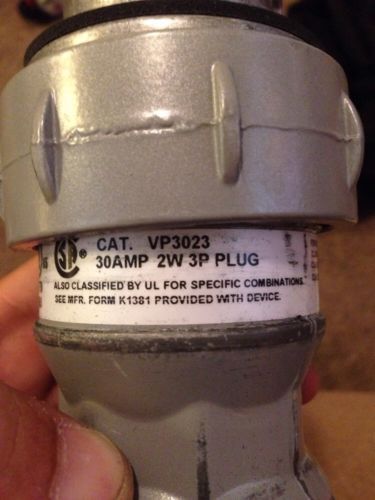 CAT. VP3023
30AMP 2W 3P PLUG
ALSO CLASSIFIED BY UL FOR SPECIFIC COMBINATIONS.
SEE MFR. FORM K1381 PROVIDED WITH DEVICE.